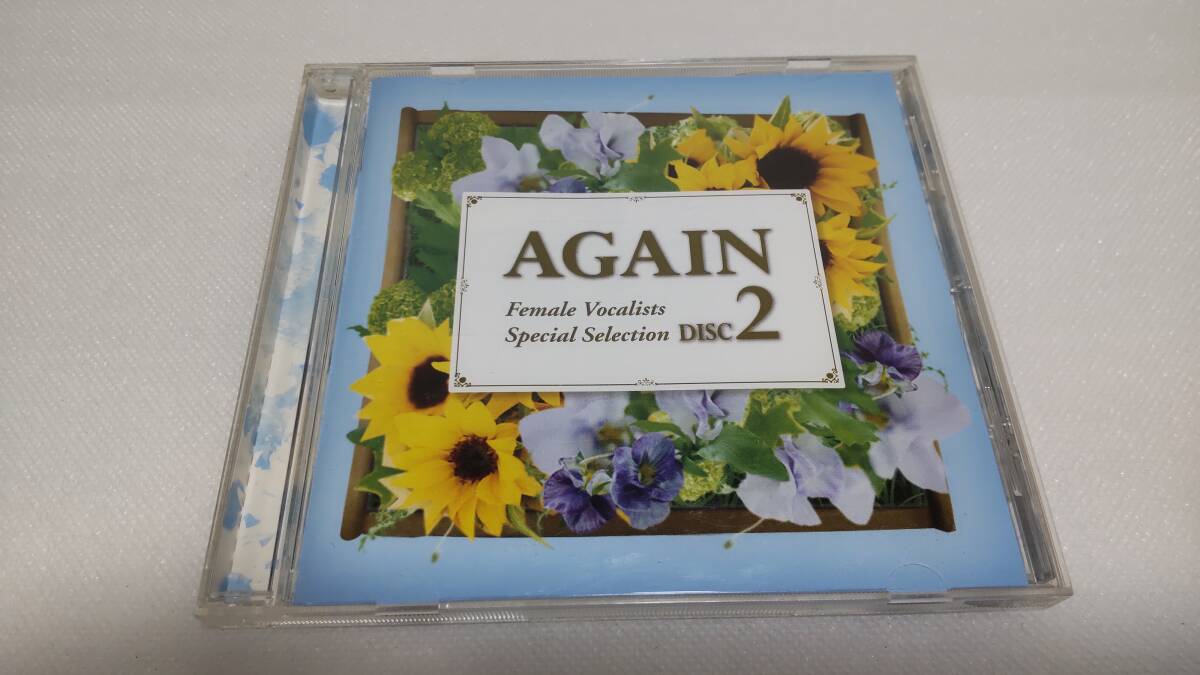 AGAIN
Female Vocalists
Special Selection DISC 2